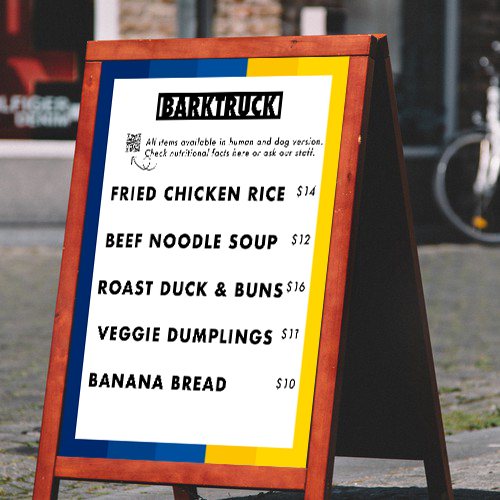 BARKTRUCK
All items available in human and dog version.
Check nutritional facts here or ask our staff.
FRIED CHICKEN RICE $14
BEEF NOODLE SOUP $12
ROAST DUCK & BUNS $16
VEGGIE DUMPLINGS $11
BANANA BREAD $10
DENIM